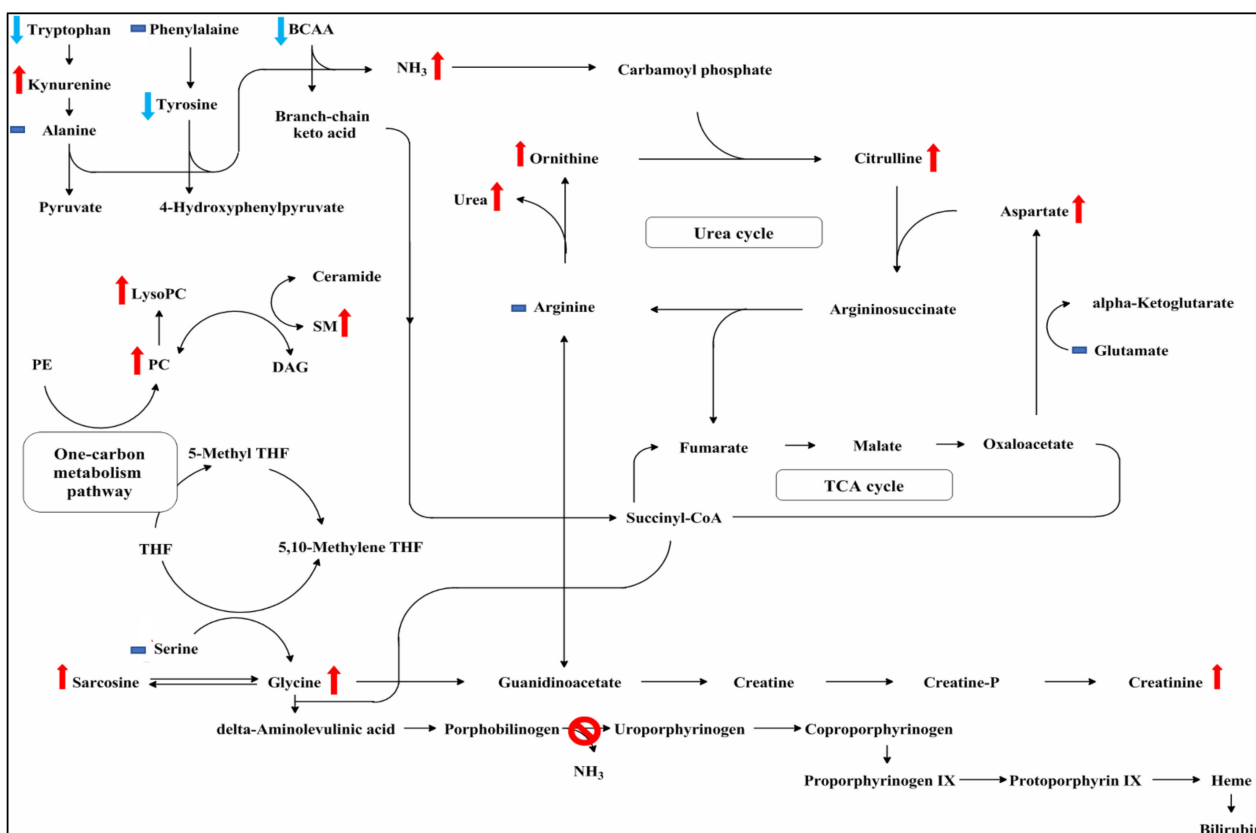 Tryptophan
Phenylalaine
BCAA
NH3
Carbamoyl phosphate
Kynurenine
Tyrosine
Branch-chain
keto acid
Alanine
Ornithine
Citrulline
Pyruvate
4-Hydroxyphenylpyruvate
Urea
Aspartate
Urea cycle
Ceramide
LysoPC
SM
Arginine
Argininosuccinate
alpha-Ketoglutarate
PE
PC
DAG
Glutamate
One-carbon
metabolism
pathway
5-Methyl THF
Fumarate
Malate
Oxaloacetate
TCA cycle
Succinyl-CoA
THF
5,10-Methylene THF
Serine
Sarcosine
Glycine
Guanidinoacetate
Creatine
Creatine-P
Creatinine
delta-Aminolevulinic acid
Porphobilinogen
Uroporphyrinogen
Coproporphyrinogen
NH3
Proporphyrinogen IX
Protoporphyrin IX
Heme
Bilirubin